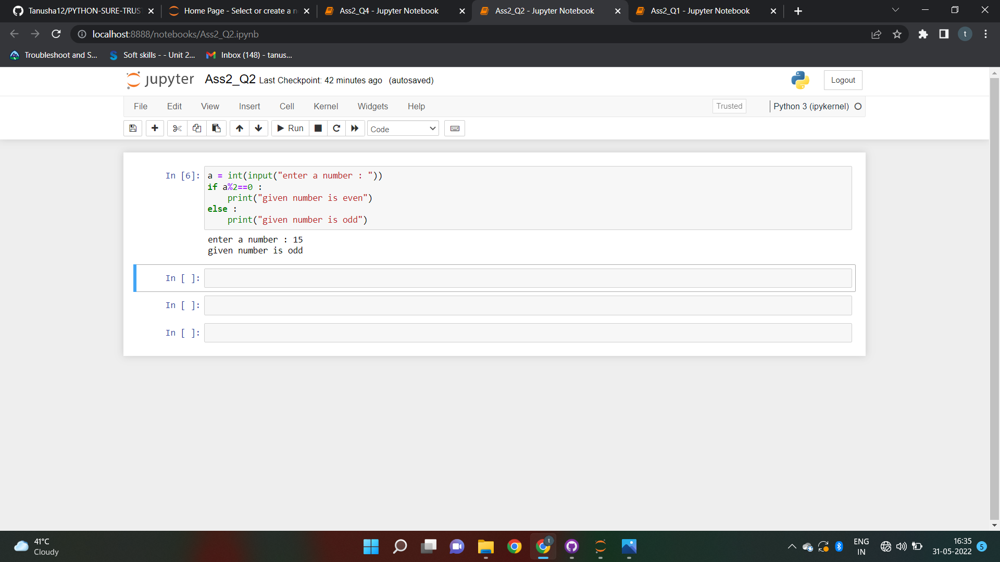 Tanusha12/PYTHON-SURE-TRUS
Home Page - Select or create a n
Ass2_Q4 - Jupyter Notebook
Ass2_Q2 - Jupyter Notebook
Ass2_Q1 - Jupyter Notebook
localhost:8888/notebooks/Ass2_Q2.ipynb
t
Troubleshoot and S...
Soft skills - - Unit 2...
Inbox (148) - tanus...
jupyter Ass2_Q2 Last Checkpoint: 42 minutes ago (autosaved)
Logout
File Edit View Insert Cell Kernel Widgets Help
Trusted
Python 3 (ipykernel)
Run
Code
In [6]: a = int(input("enter a number : "))
if a%2==0 :
    print("given number is even")
else :
    print("given number is odd")
enter a number : 15
given number is odd
In [ ]:
In [ ]:
In [ ]:
41°C
Cloudy
t
ENG
IN
16:35
31-05-2022
5